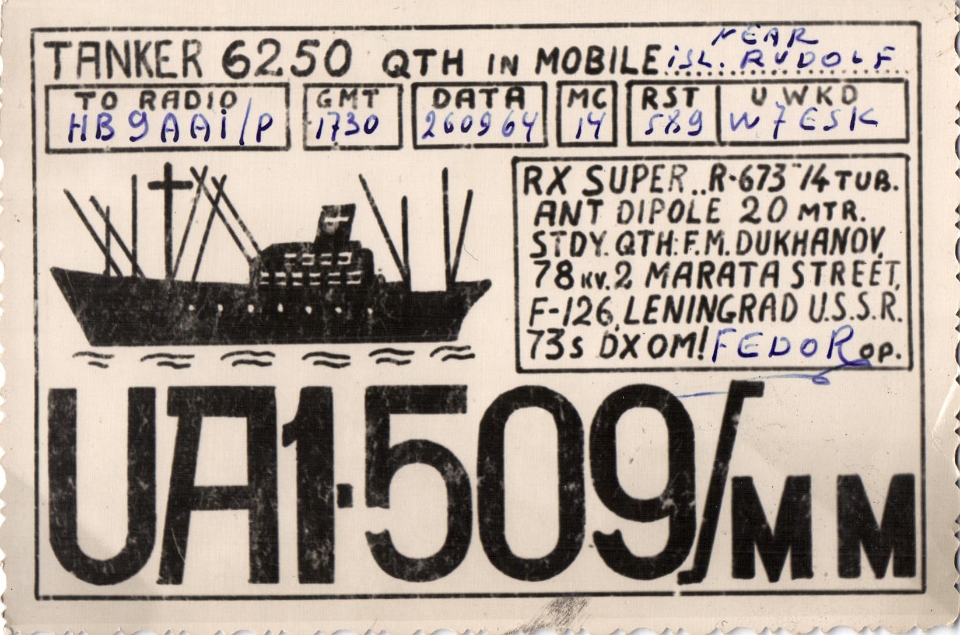 NEAR
TANKER 6250 QTH IN MOBILE isl. RUDOLF
TO RADIO GMT DATA MC RST U WKD
HB9AAi/P 1730 260964 14 589 W7ESK
RX SUPER..R-673-14 TUB.
ANT DIPOLE 20 MTR.
STDY. QTH: F.M. DUKHANOV,
78 KV.2 MARATA STREET,
F-126, LENINGRAD U.S.S.R.
73s DX OM! FEDOR OP.
UA1-509/MM